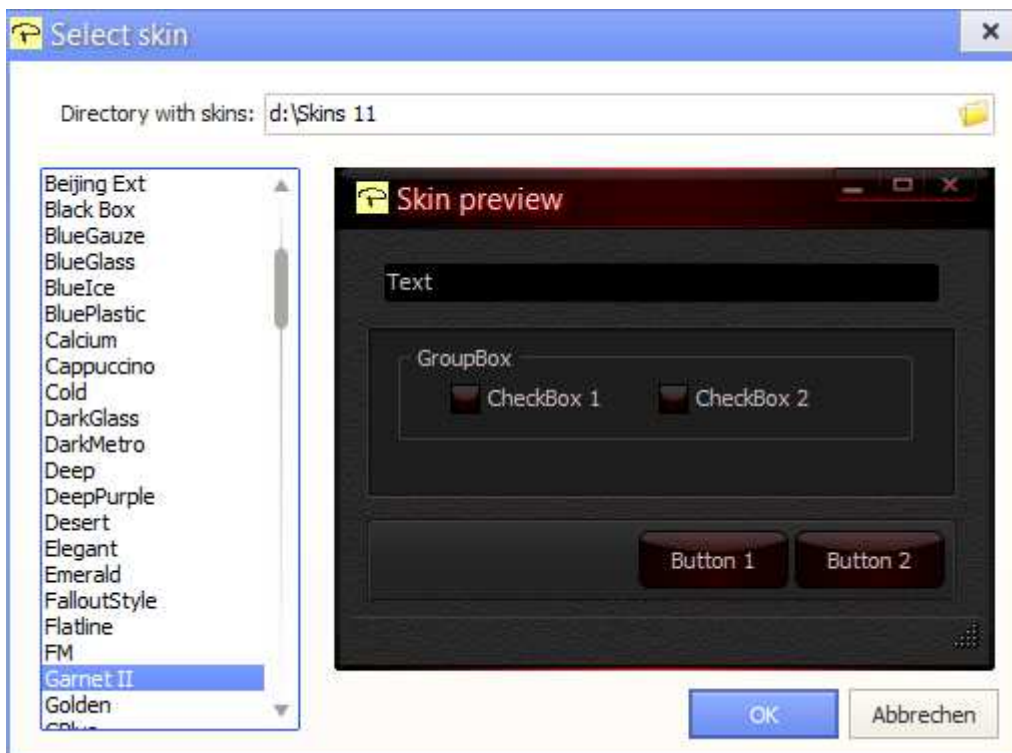 Select skin
Directory with skins: d:\Skins 11
Beijing Ext
Black Box
BlueGauze
BlueGlass
BlueIce
BluePlastic
Calcium
Cappuccino
Cold
DarkGlass
DarkMetro
Deep
DeepPurple
Desert
Elegant
Emerald
FalloutStyle
Flatline
FM
Garnet II
Golden
Skin preview
Text
GroupBox
CheckBox 1 CheckBox 2
Button 1 Button 2
OK Abbrechen